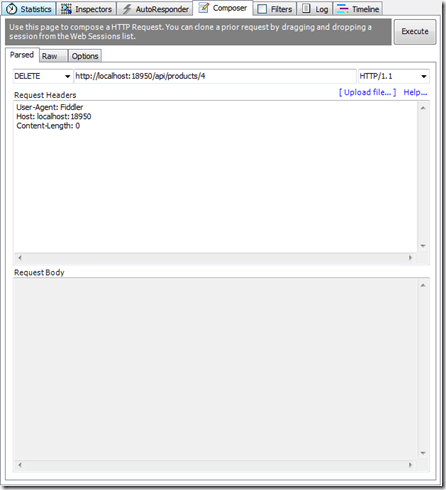 Statistics Inspectors AutoResponder Composer Filters Log Timeline
Use this page to compose a HTTP Request. You can clone a prior request by dragging and dropping a
session from the Web Sessions list.
Execute
Parsed Raw Options
DELETE http://localhost:18950/api/products/4 HTTP/1.1
Request Headers [ Upload file... ] Help...
User-Agent: Fiddler
Host: localhost:18950
Content-Length: 0
Request Body